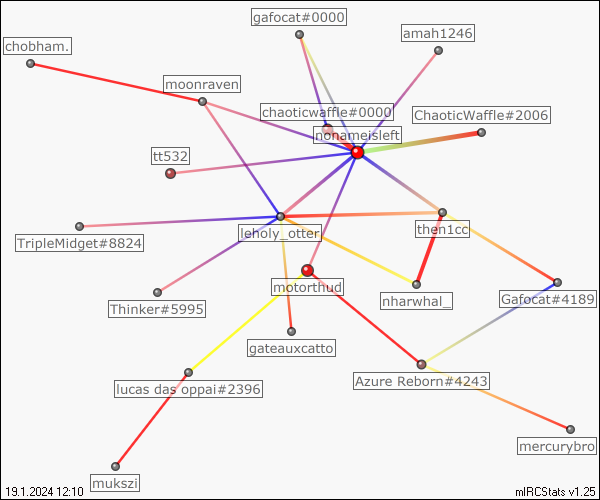 gafocat#0000
amah1246
chobham.
moonraven
chaoticwaffle#0000
ChaoticWaffle#2006
nonameisleft
tt532
then1cc
leholy_otter
TripleMidget#8824
motorthud
Thinker#5995
nharwhal_
Gafocat#4189
gateauxcatto
Azure Reborn#4243
lucas das oppai#2396
mercurybro
mukszi
19.1.2024 12:10
mIRCStats v1.25